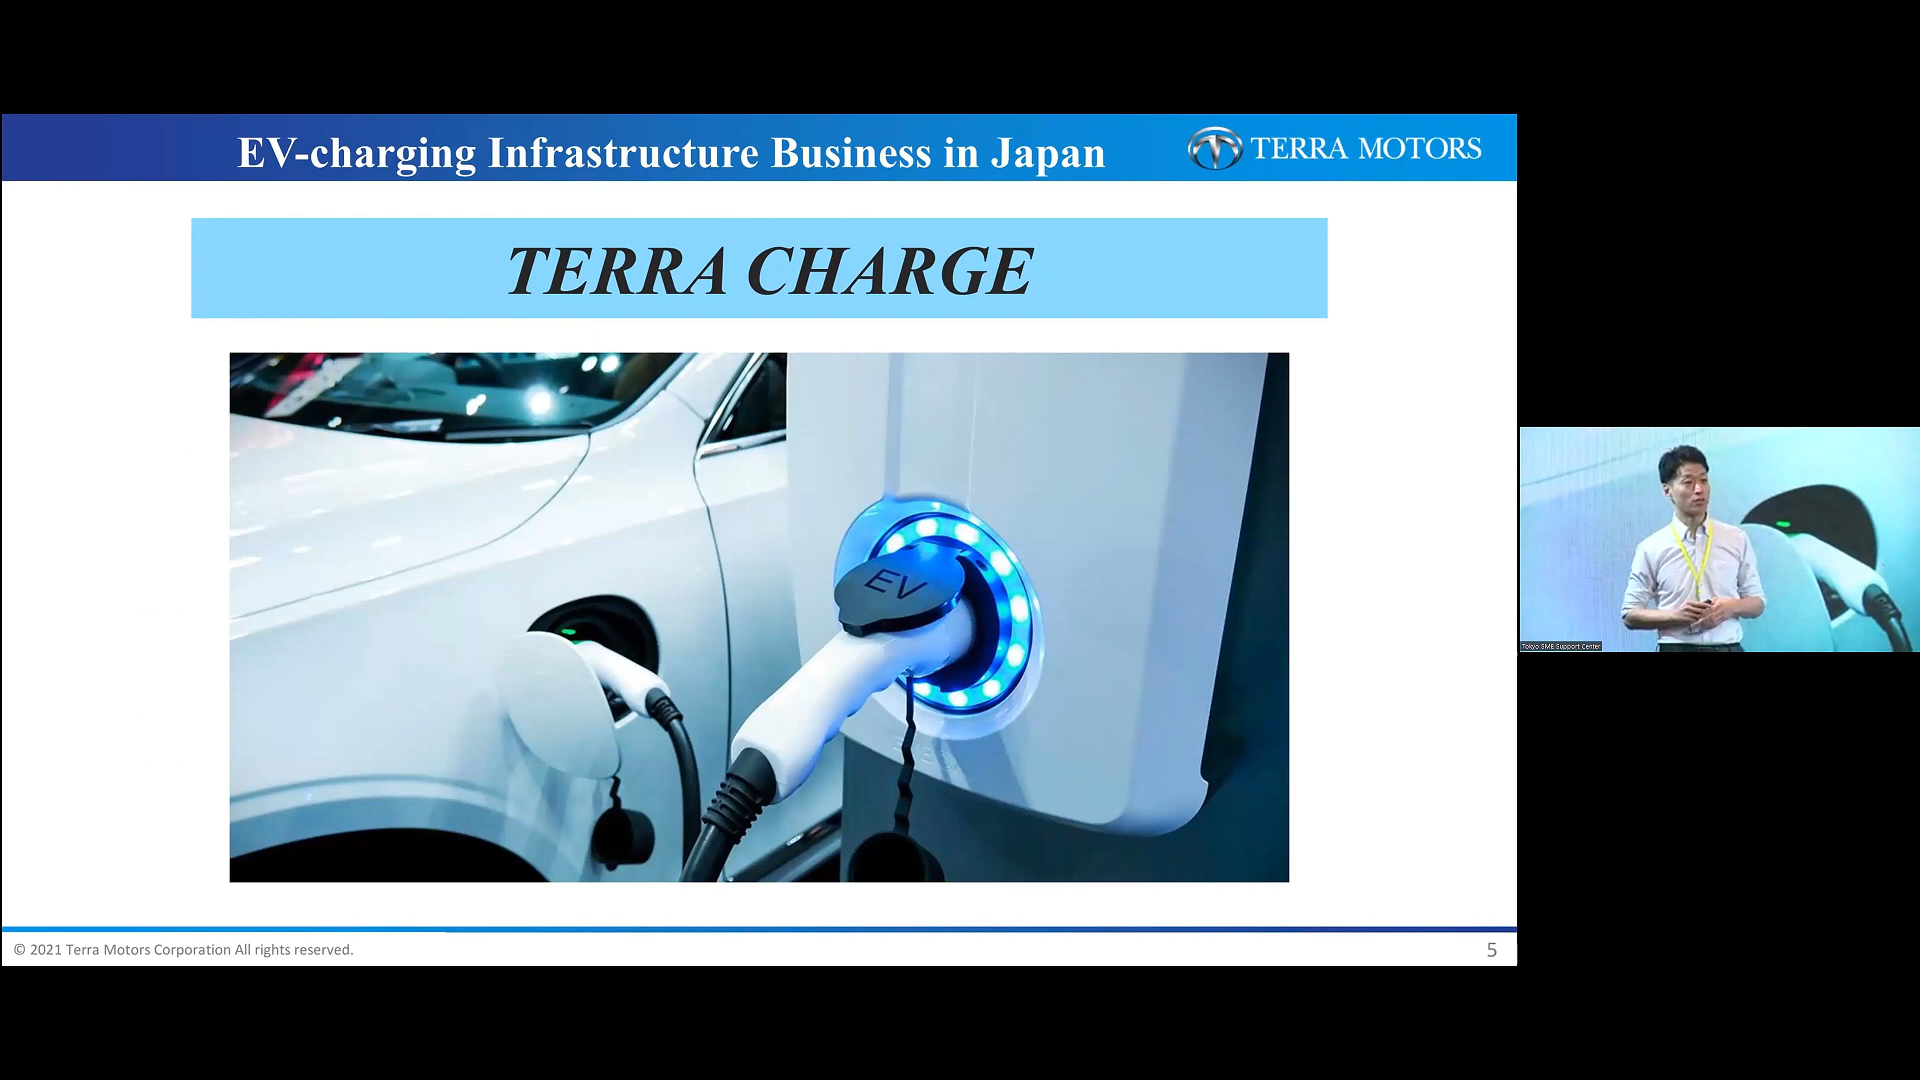 EV-charging Infrastructure Business in Japan
TERRA MOTORS
TERRA CHARGE
EV
Tokyo SME Support Center
© 2021 Terra Motors Corporation All rights reserved.
5